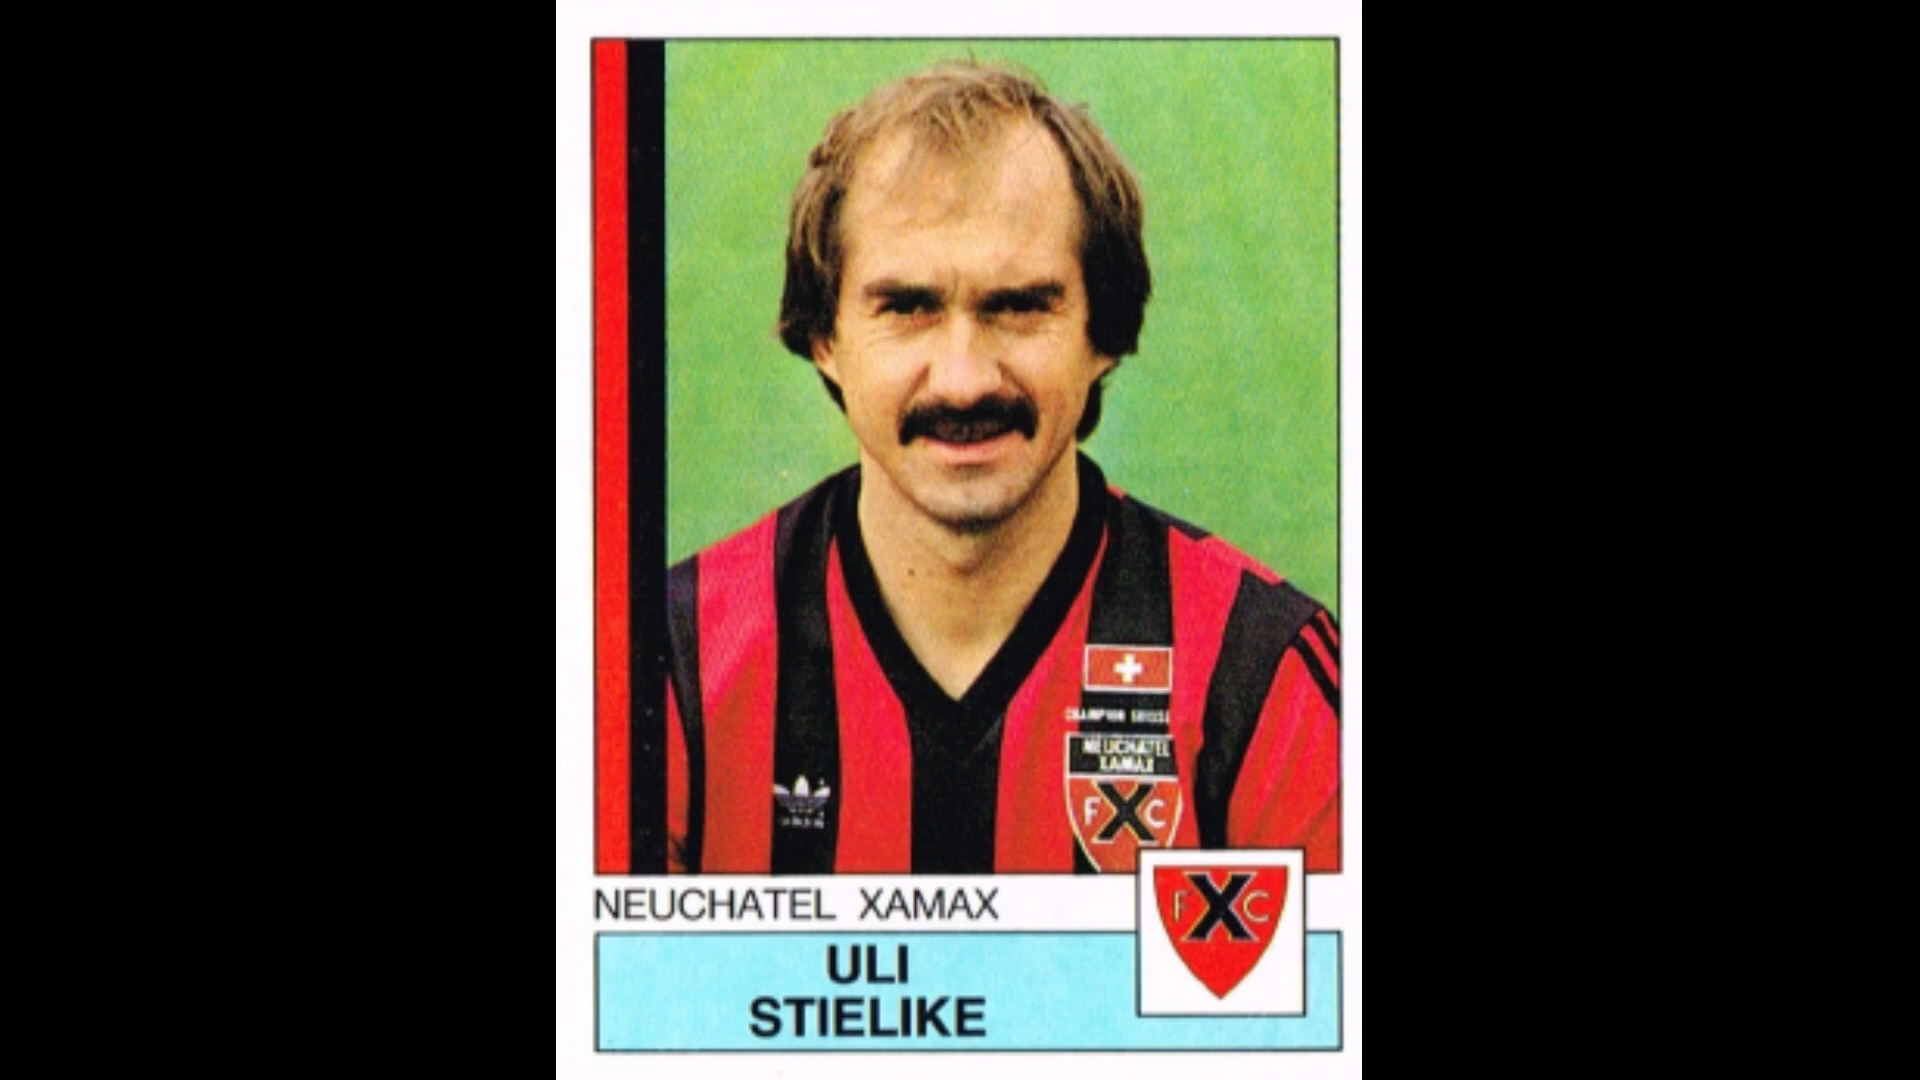 CHAMPION SUISSE
NEUCHATEL
XAMAX
F X C
NEUCHATEL XAMAX
F X C
ULI
STIELIKE